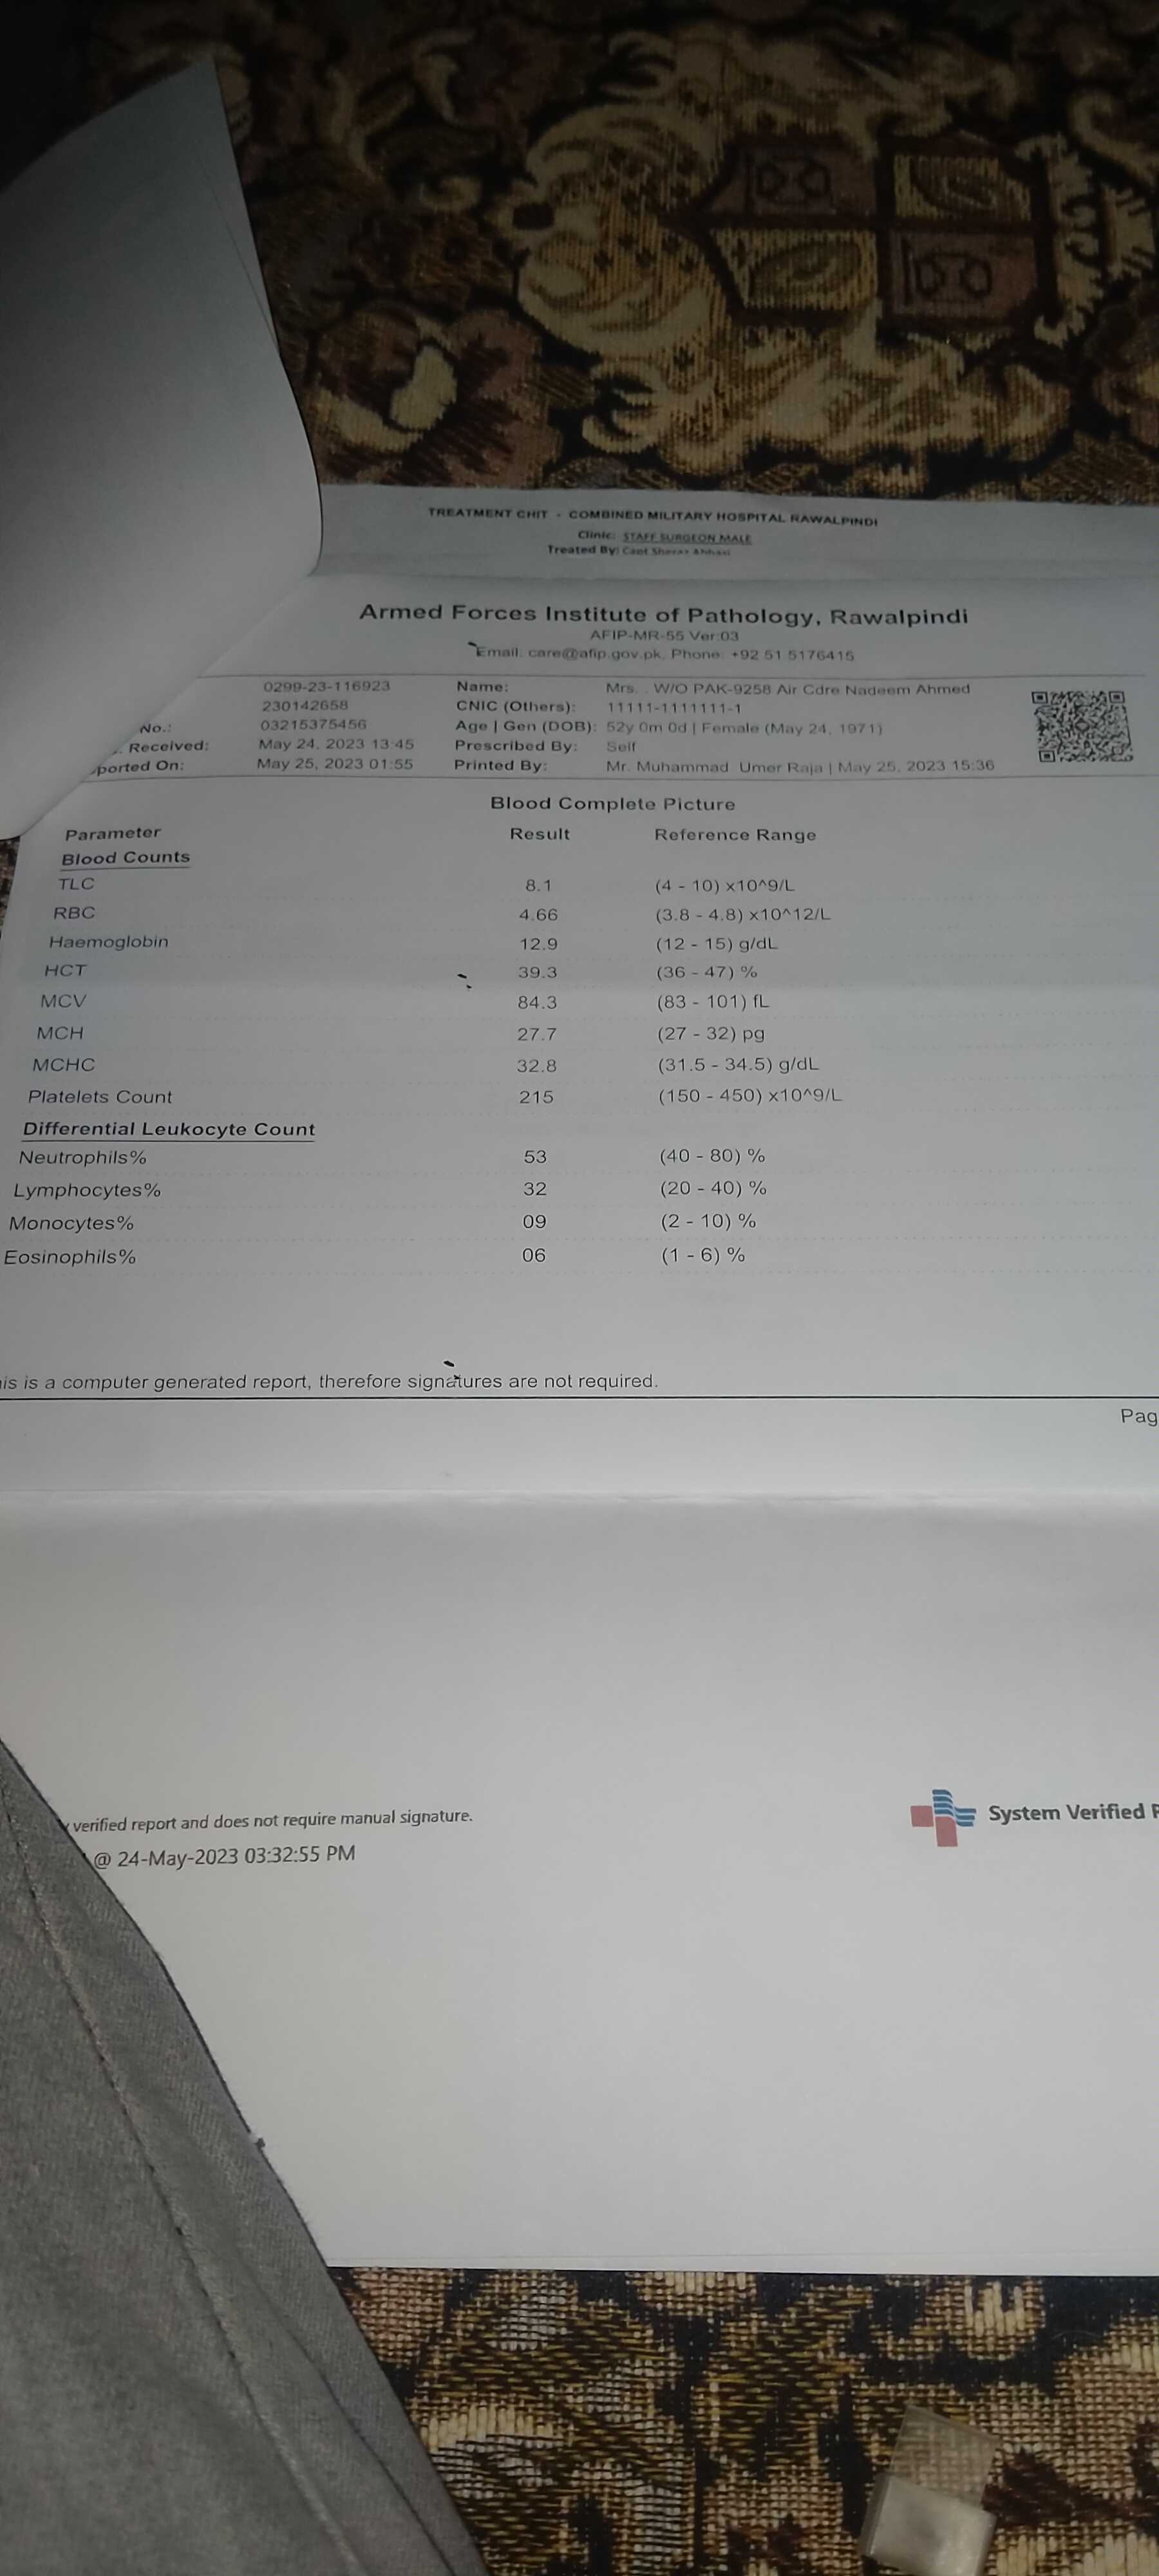 TREATMENT CHIT - COMBINED MILITARY HOSPITAL RAWALPINDI
Clinic: STAFF SURGEON MALE
Treated By: Capt
Armed Forces Institute of Pathology, Rawalpindi
AFIP-MR-55 Ver:03
Email: care@afip.gov.pk, Phone: +92 51 5176415
0299-23-116923 Name: Mrs. . W/O PAK-9258 Air Cdre Nadeem Ahmed
230142658 CNIC (Others): 11111-1111111-1
No.: 03215375456 Age | Gen (DOB): 52y 0m 0d | Female (May 24, 1971)
. Received: May 24, 2023 13:45 Prescribed By: Self
ported On: May 25, 2023 01:55 Printed By: Mr. Muhammad Umer Raja | May 25, 2023 15:36
Blood Complete Picture
Parameter Result Reference Range
Blood Counts
TLC 8.1 (4 - 10) x10^9/L
RBC 4.66 (3.8 - 4.8) x10^12/L
Haemoglobin 12.9 (12 - 15) g/dL
HCT 39.3 (36 - 47) %
MCV 84.3 (83 - 101) fL
MCH 27.7 (27 - 32) pg
MCHC 32.8 (31.5 - 34.5) g/dL
Platelets Count 215 (150 - 450) x10^9/L
Differential Leukocyte Count
Neutrophils% 53 (40 - 80) %
Lymphocytes% 32 (20 - 40) %
Monocytes% 09 (2 - 10) %
Eosinophils% 06 (1 - 6) %
his is a computer generated report, therefore signatures are not required.
Pag
verified report and does not require manual signature.
System Verified R
@ 24-May-2023 03:32:55 PM